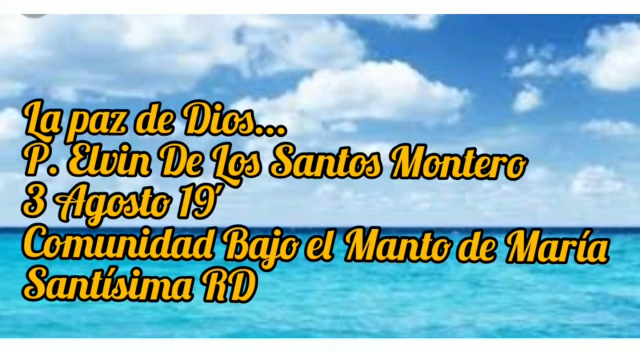 La paz de Dios...
P. Elvin De Los Santos Montero
3 Agosto 19'
Comunidad Bajo el Manto de María
Santísima RD